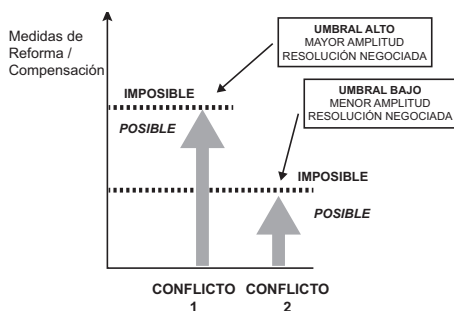 Medidas de
Reforma /
Compensación
UMBRAL ALTO
MAYOR AMPLITUD
RESOLUCIÓN NEGOCIADA
UMBRAL BAJO
MENOR AMPLITUD
RESOLUCIÓN NEGOCIADA
IMPOSIBLE
POSIBLE
IMPOSIBLE
POSIBLE
CONFLICTO
1
CONFLICTO
2